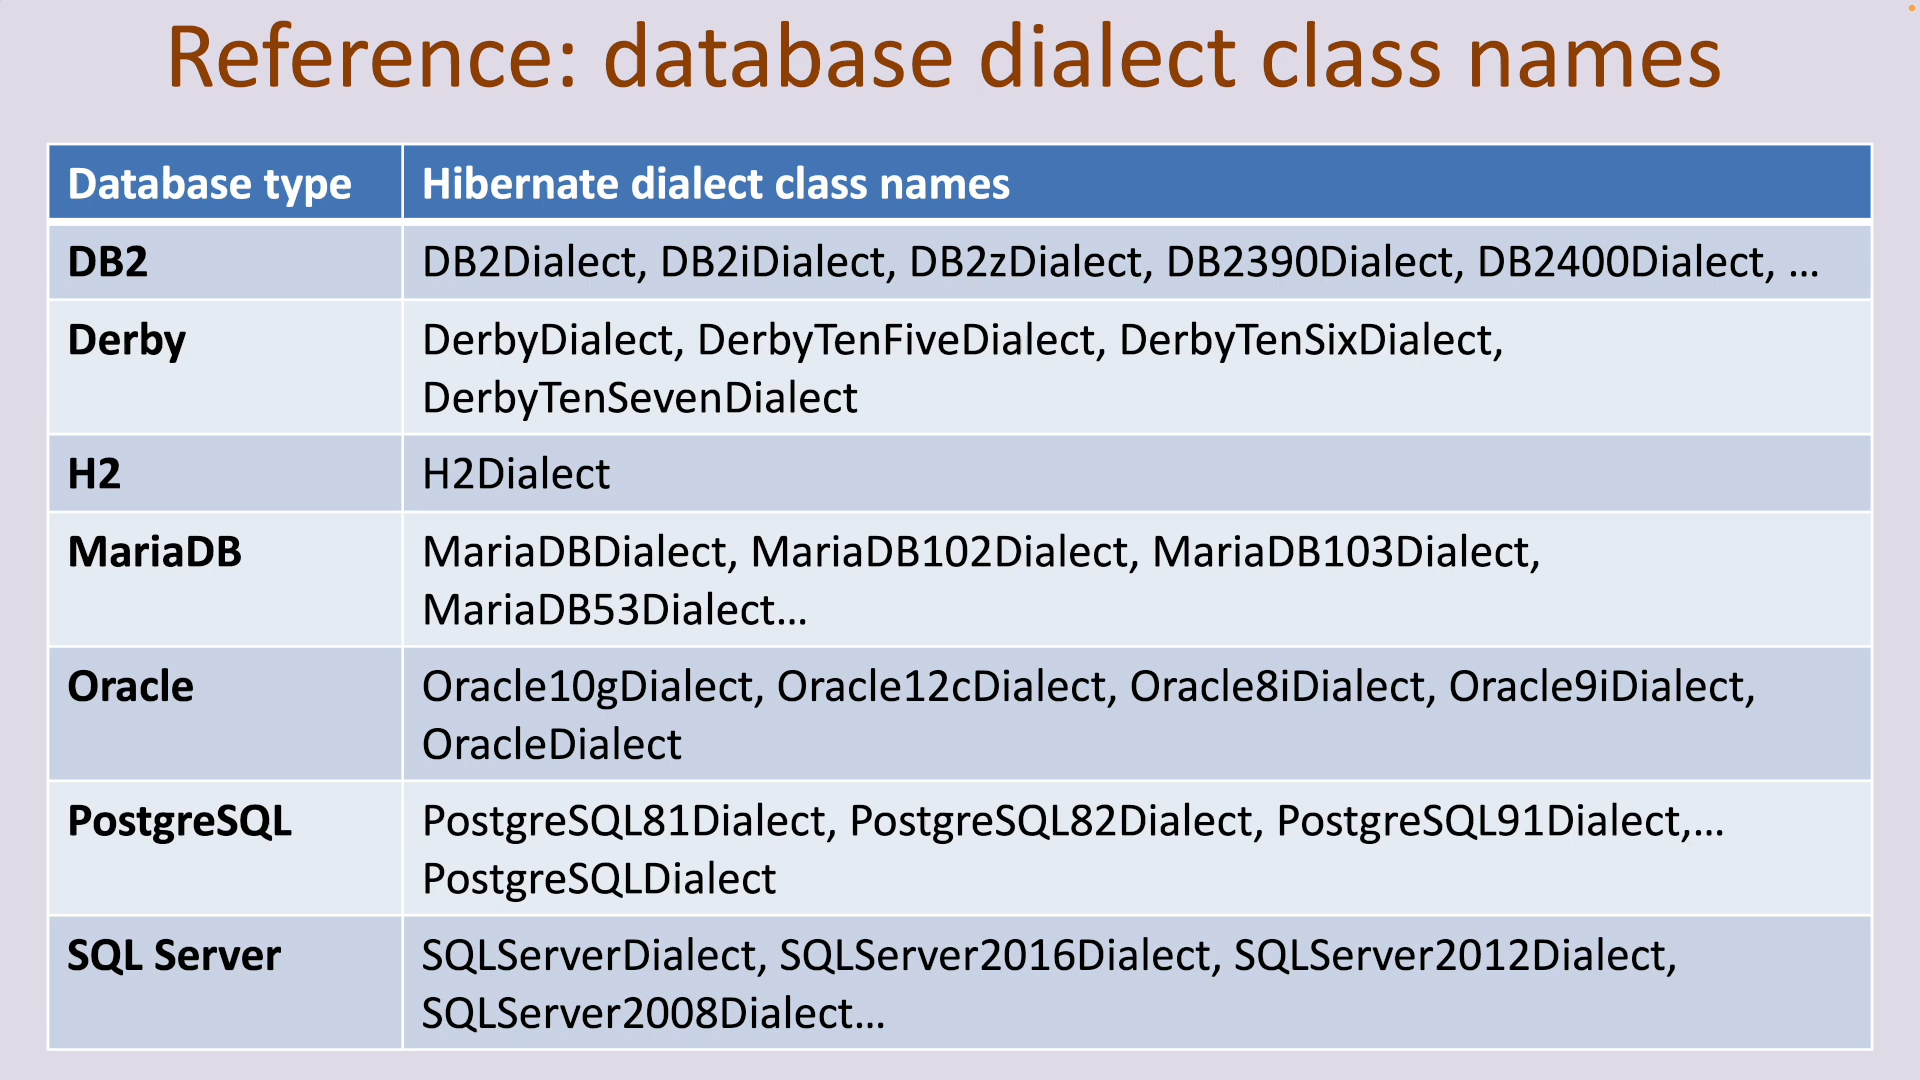 Reference: database dialect class names
Database type
Hibernate dialect class names
DB2
DB2Dialect, DB2iDialect, DB2zDialect, DB2390Dialect, DB2400Dialect, …
Derby
DerbyDialect, DerbyTenFiveDialect, DerbyTenSixDialect,
DerbyTenSevenDialect
H2
H2Dialect
MariaDB
MariaDBDialect, MariaDB102Dialect, MariaDB103Dialect,
MariaDB53Dialect…
Oracle
Oracle10gDialect, Oracle12cDialect, Oracle8iDialect, Oracle9iDialect,
OracleDialect
PostgreSQL
PostgreSQL81Dialect, PostgreSQL82Dialect, PostgreSQL91Dialect,…
PostgreSQLDialect
SQL Server
SQLServerDialect, SQLServer2016Dialect, SQLServer2012Dialect,
SQLServer2008Dialect…